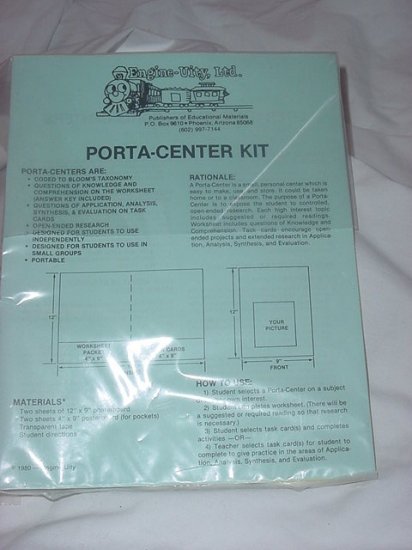 Engine-Uity, Ltd.
Publishers of Educational Materials
P.O. Box 9610 • Phoenix, Arizona 85068
(602) 997-7144
PORTA-CENTER KIT
PORTA-CENTERS ARE:
• CODED TO BLOOM'S TAXONOMY
• QUESTIONS OF KNOWLEDGE AND
COMPREHENSION ON THE WORKSHEET
(ANSWER KEY INCLUDED)
• QUESTIONS OF APPLICATION, ANALYSIS,
SYNTHESIS, & EVALUATION ON TASK
CARDS
• OPEN-ENDED RESEARCH
• DESIGNED FOR STUDENTS TO USE
INDEPENDENTLY
• DESIGNED FOR STUDENTS TO USE IN
SMALL GROUPS
• PORTABLE
RATIONALE:
A Porta-Center is a small, personal center which is
easy to make, use and store. It could be taken
home or to a classroom. The purpose of a Porta-
Center is to expose the student to controlled,
open-ended research. Each high interest topic
includes suggested or required readings.
Worksheet includes questions of Knowledge and
Comprehension. Task cards encourage open-
ended projects and extended research in Applica-
tion, Analysis, Synthesis, and Evaluation.
12"
WORKSHEET
PACKET
4" x 9"
CARDS
4" x 9"
12"
YOUR
PICTURE
9"
FRONT
MATERIALS*
Two sheets of 12" x 9" posterboard
Two sheets 4" x 9" posterboard (for pockets)
Transparent tape
Student directions
© 1980 — Engine-Uity
HOW TO USE:
1) Student selects a Porta-Center on a subject
of own interest.
2) Student completes worksheet. (There will be
a suggested or required reading so that research
is necessary.)
3) Student selects task card(s) and completes
activities —OR—
4) Teacher selects task card(s) for student to
complete to give practice in the areas of Applica-
tion, Analysis, Synthesis, and Evaluation.